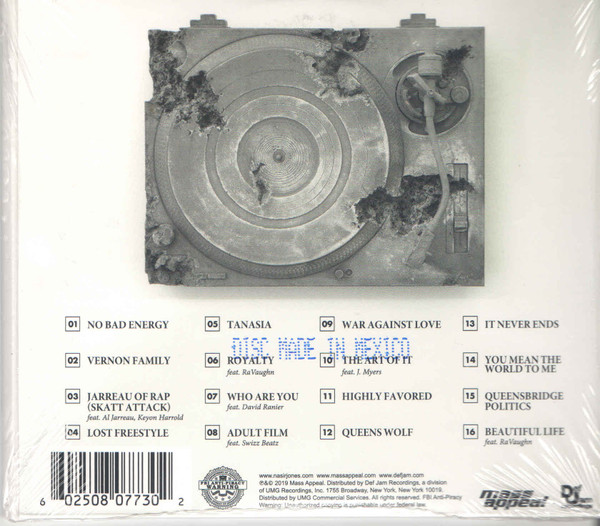 01 NO BAD ENERGY
02 VERNON FAMILY
03 JARREAU OF RAP
(SKATT ATTACK)
feat. Al Jarreau, Keyon Harrold
04 LOST FREESTYLE
05 TANASIA
06 ROYALTY
feat. RaVaughn
07 WHO ARE YOU
feat. David Ranier
08 ADULT FILM
feat. Swizz Beatz
09 WAR AGAINST LOVE
10 THE ART OF IT
feat. J. Myers
11 HIGHLY FAVORED
12 QUEENS WOLF
13 IT NEVER ENDS
14 YOU MEAN THE
WORLD TO ME
15 QUEENSBRIDGE
POLITICS
16 BEAUTIFUL LIFE
feat. RaVaughn
DISC MADE IN MEXICO
6 02508 07730 2
FBI ANTI-PIRACY
WARNING
www.nasirjones.com www.massappeal.com www.defjam.com
℗&© 2019 Mass Appeal. Distributed by Def Jam Recordings, a division
of UMG Recordings, Inc. 1755 Broadway, New York, New York 10019.
Distributed by UMG Commercial Services. All rights reserved. FBI Anti-Piracy
Warning: Unauthorized copying is punishable under federal law.
mass
appeal
Def
Jam